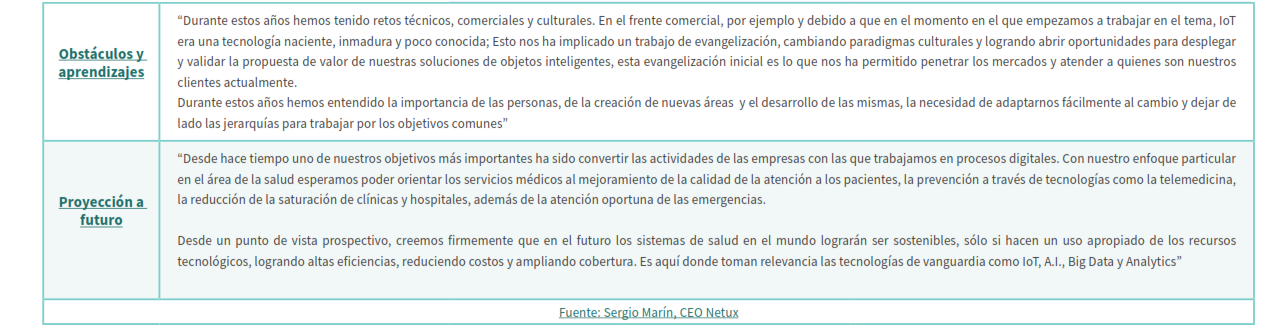 Obstáculos y
aprendizajes
“Durante estos años hemos tenido retos técnicos, comerciales y culturales. En el frente comercial, por ejemplo y debido a que en el momento en el que empezamos a trabajar en el tema, IoT
era una tecnología naciente, inmadura y poco conocida; Esto nos ha implicado un trabajo de evangelización, cambiando paradigmas culturales y logrando abrir oportunidades para desplegar
y validar la propuesta de valor de nuestras soluciones de objetos inteligentes, esta evangelización inicial es lo que nos ha permitido penetrar los mercados y atender a quienes son nuestros
clientes actualmente.
Durante estos años hemos entendido la importancia de las personas, de la creación de nuevas áreas y el desarrollo de las mismas, la necesidad de adaptarnos fácilmente al cambio y dejar de
lado las jerarquías para trabajar por los objetivos comunes”
Proyección a
futuro
“Desde hace tiempo uno de nuestros objetivos más importantes ha sido convertir las actividades de las empresas con las que trabajamos en procesos digitales. Con nuestro enfoque particular
en el área de la salud esperamos poder orientar los servicios médicos al mejoramiento de la calidad de la atención a los pacientes, la prevención a través de tecnologías como la telemedicina,
la reducción de la saturación de clínicas y hospitales, además de la atención oportuna de las emergencias.
Desde un punto de vista prospectivo, creemos firmemente que en el futuro los sistemas de salud en el mundo lograrán ser sostenibles, sólo si hacen un uso apropiado de los recursos
tecnológicos, logrando altas eficiencias, reduciendo costos y ampliando cobertura. Es aquí donde toman relevancia las tecnologías de vanguardia como IoT, A.I., Big Data y Analytics”
Fuente: Sergio Marín, CEO Netux